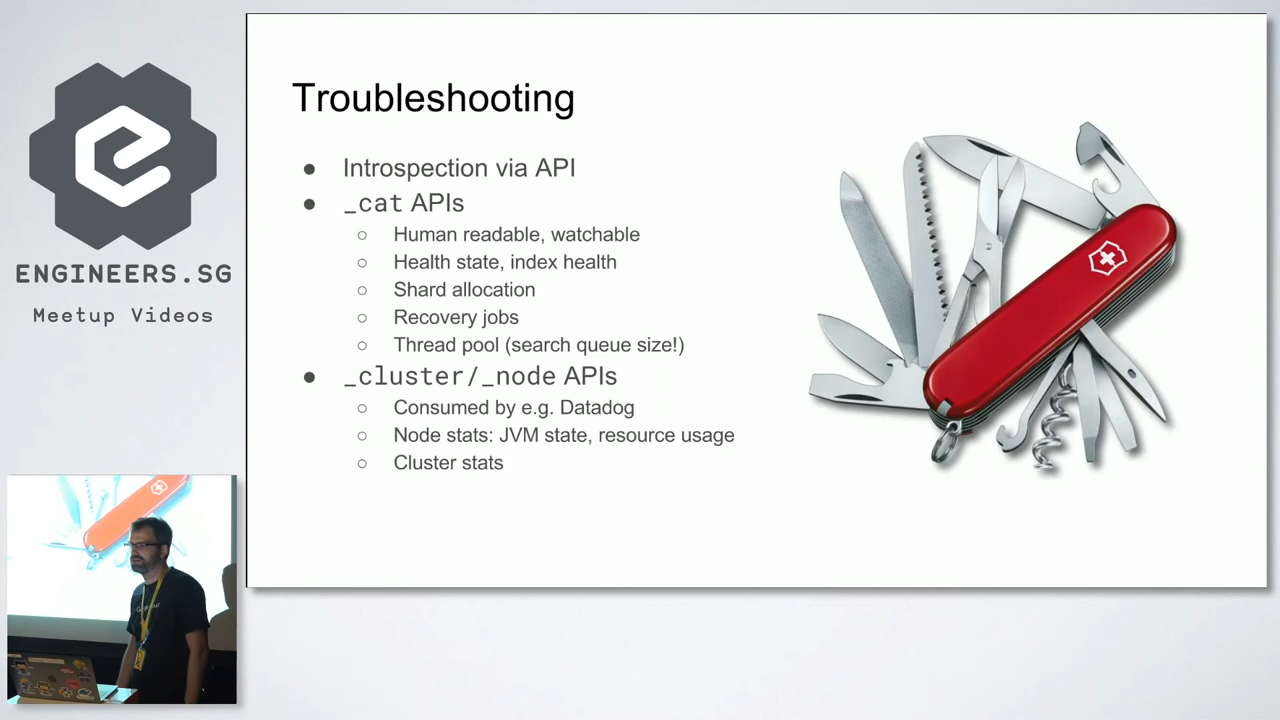 ENGINEERS.SG
Meetup Videos
Troubleshooting
● Introspection via API
● _cat APIs
○ Human readable, watchable
○ Health state, index health
○ Shard allocation
○ Recovery jobs
○ Thread pool (search queue size!)
● _cluster/_node APIs
○ Consumed by e.g. Datadog
○ Node stats: JVM state, resource usage
○ Cluster stats